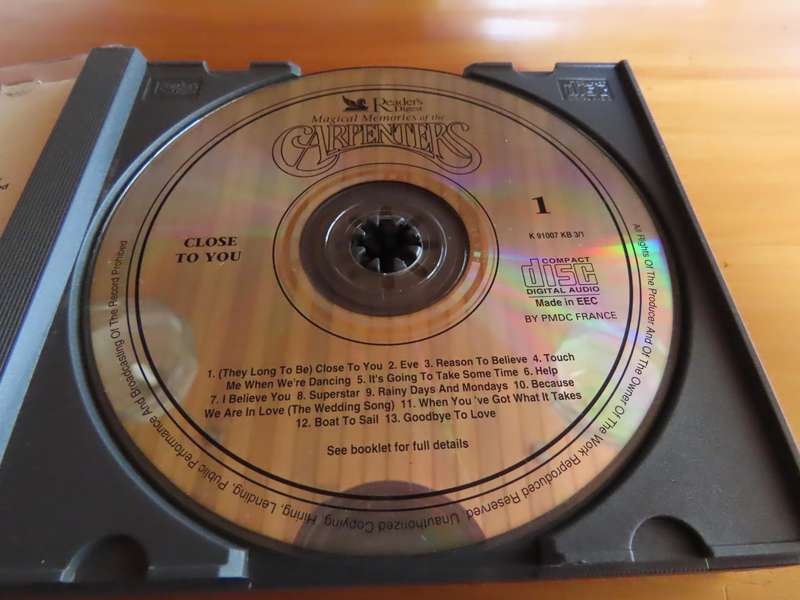 Reader's
Digest
Magical Memories of the
CARPENTERS
CLOSE
TO YOU
1
K 91007 KB 3/1
COMPACT
disc
DIGITAL AUDIO
Made in EEC
BY PMDC FRANCE
1. (They Long To Be) Close To You 2. Eve 3. Reason To Believe 4. Touch
Me When We're Dancing 5. It's Going To Take Some Time 6. Help
7. I Believe You 8. Superstar 9. Rainy Days And Mondays 10. Because
We Are In Love (The Wedding Song) 11. When You've Got What It Takes
12. Boat To Sail 13. Goodbye To Love
See booklet for full details
All Rights Of The Producer And Of The Owner Of The Work Reproduced Reserved. Unauthorized Copying, Hiring, Lending, Public Performance And Broadcasting Of The Record Prohibited